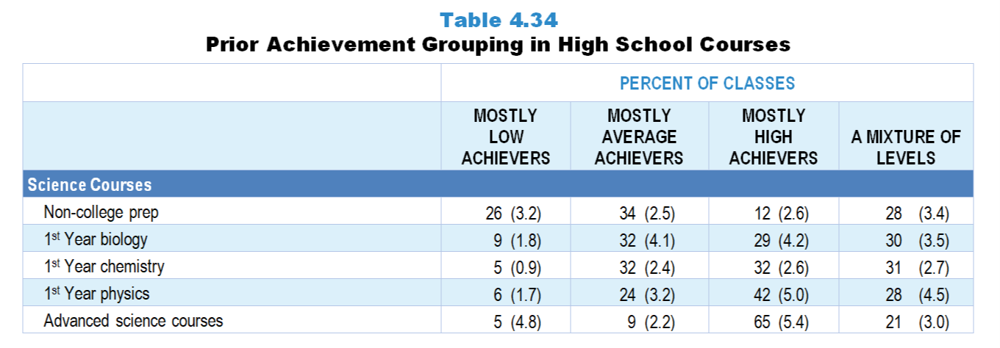 Table 4.34
Prior Achievement Grouping in High School Courses
PERCENT OF CLASSES
MOSTLY LOW ACHIEVERS MOSTLY AVERAGE ACHIEVERS MOSTLY HIGH ACHIEVERS A MIXTURE OF LEVELS
Science Courses
Non-college prep 26 (3.2) 34 (2.5) 12 (2.6) 28 (3.4)
1st Year biology 9 (1.8) 32 (4.1) 29 (4.2) 30 (3.5)
1st Year chemistry 5 (0.9) 32 (2.4) 32 (2.6) 31 (2.7)
1st Year physics 6 (1.7) 24 (3.2) 42 (5.0) 28 (4.5)
Advanced science courses 5 (4.8) 9 (2.2) 65 (5.4) 21 (3.0)